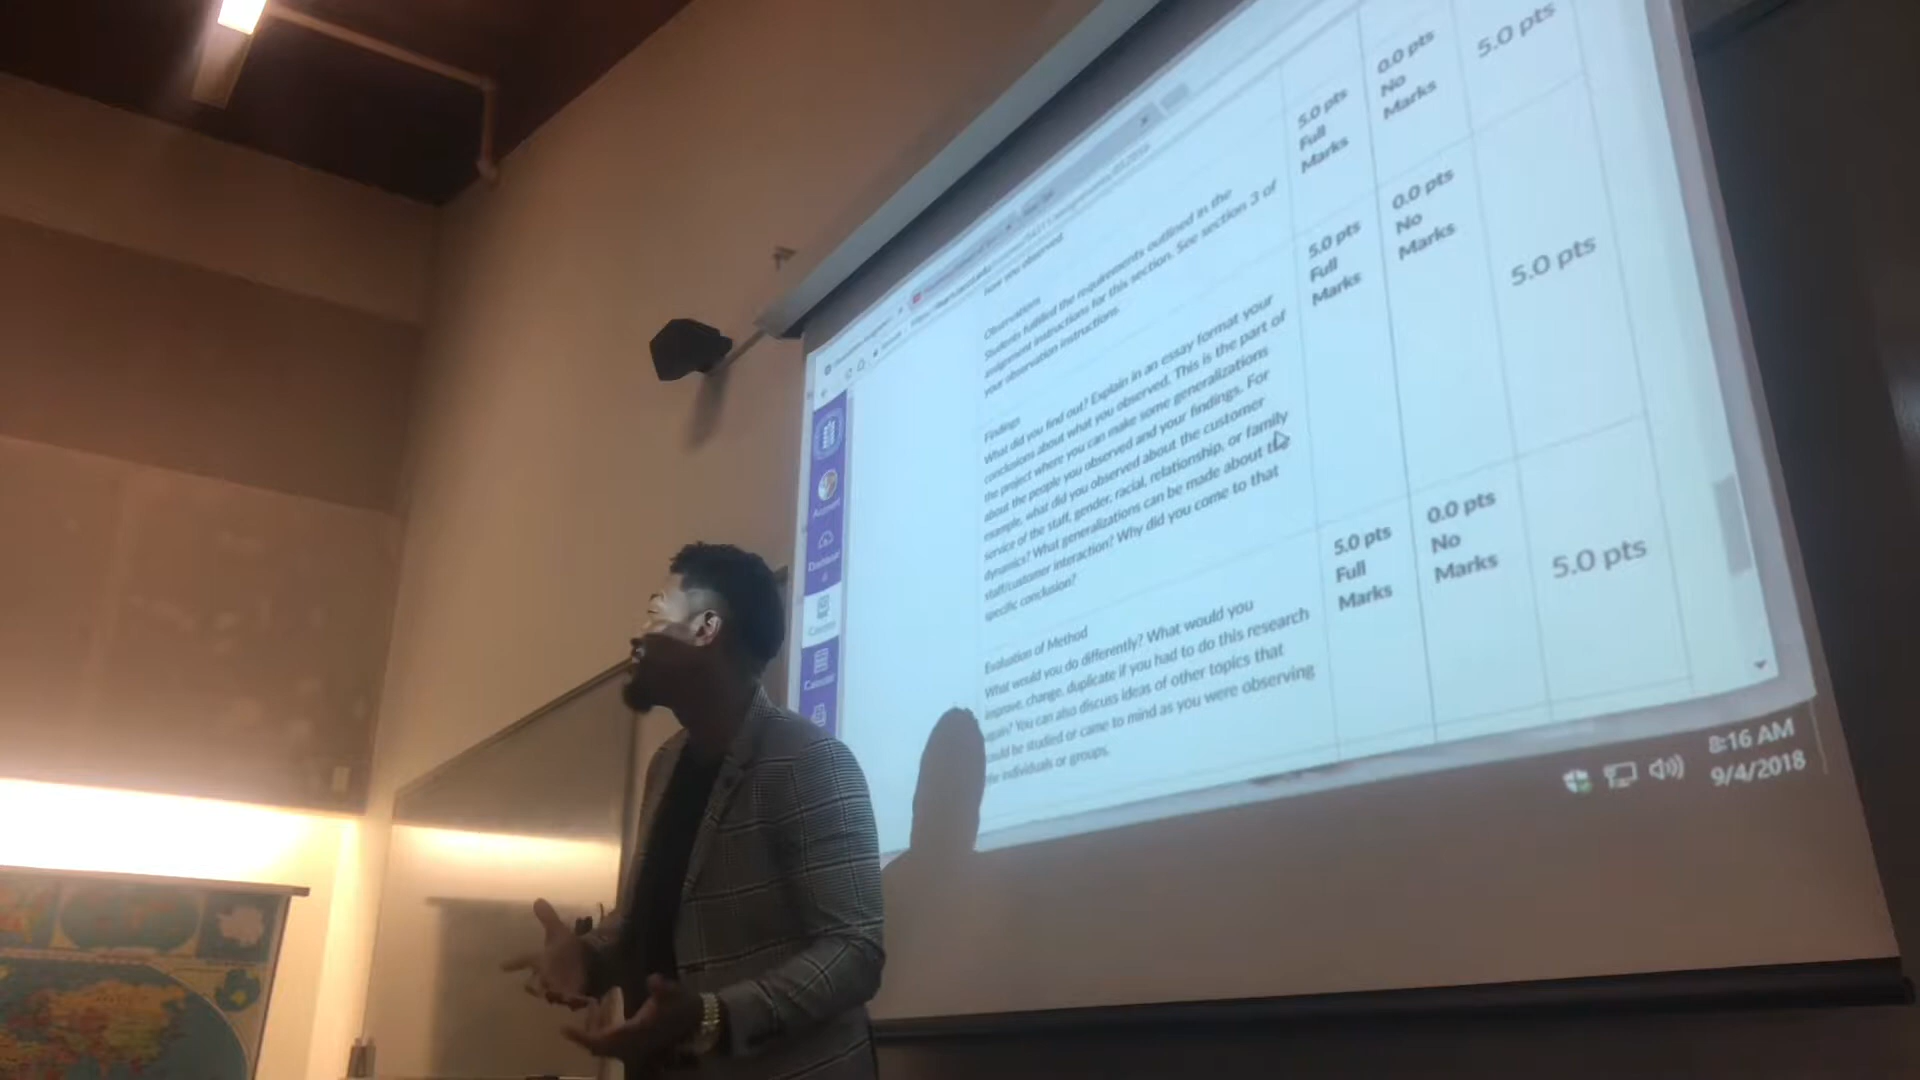 5.0 pts
Full
Marks
0.0 pts
No
Marks
5.0 pts
How you observed
Observations
Students fulfilled the requirements outlined in the
assignment instructions for this section. See section 3 of
your observation instructions.
5.0 pts
Full
Marks
0.0 pts
No
Marks
5.0 pts
Findings
What did you find out? Explain in an essay format your
conclusions about what you observed. This is the part of
the project where you can make some generalizations
about the people you observed and your findings. For
example, what did you observed about the customer
service of the staff, gender, racial, relationship, or family
dynamics? What generalizations can be made about the
staff/customer interaction? Why did you come to that
specific conclusion?
5.0 pts
Full
Marks
0.0 pts
No
Marks
5.0 pts
Evaluation of Method
What would you do differently? What would you
improve, change, duplicate if you had to do this research
again? You can also discuss ideas of other topics that
could be studied or came to mind as you were observing
the individuals or groups.
Account
Courses
Calendar
8:16 AM
9/4/2018